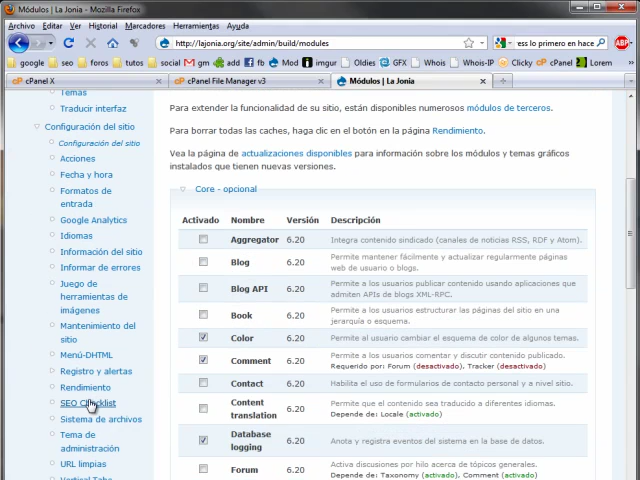 Módulos | La Jonia - Mozilla Firefox
Archivo Editar Ver Historial Marcadores Herramientas Ayuda
http://lajonia.org/site/admin/build/modules
ess lo primero en hace
ABP
google seo foros tutos social gm add fb Mod imgur Oldies GFX Whois Whois-IP Clicky cPanel Lorem
cPanel X
cPanel File Manager v3
Módulos | La Jonia
Temas
Traducir interfaz
Configuración del sitio
Configuración del sitio
Acciones
Fecha y hora
Formatos de
entrada
Google Analytics
Idiomas
Información del sitio
Informar de errores
Juego de
herramientas de
imágenes
Mantenimiento del
sitio
Menú-DHTML
Registro y alertas
Rendimiento
SEO Checklist
Sistema de archivos
Tema de
administración
URL limpias
Vertical Tabs
Para extender la funcionalidad de su sitio, están disponibles numerosos módulos de terceros.
Para borrar todas las caches, haga clic en el botón en la página Rendimiento.
Vea la página de actualizaciones disponibles para información sobre los módulos y temas gráficos
instalados que tienen nuevas versiones.
Core - opcional
Activado Nombre Versión Descripción
Aggregator 6.20 Integra contenido sindicado (canales de noticias RSS, RDF y Atom).
Blog 6.20 Permite mantener fácilmente y actualizar regularmente páginas
web de usuario o blogs.
Blog API 6.20 Permite a los usuarios publicar contenido usando aplicaciones que
admiten APIs de blogs XML-RPC.
Book 6.20 Permite a los usuarios estructurar las páginas del sitio en una
jerarquía o esquema.
Color 6.20 Permite al usuario cambiar el esquema de color de algunos temas.
Comment 6.20 Permite a los usuarios comentar y discutir contenido publicado.
Requerido por: Forum (desactivado), Tracker (desactivado)
Contact 6.20 Habilita el uso de formularios de contacto personal y a nivel sitio.
Content
translation 6.20 Permite que el contenido sea traducido a diferentes idiomas.
Depende de: Locale (activado)
Database
logging 6.20 Anota y registra eventos del sistema en la base de datos.
Forum 6.20 Activa discusiones por hilo acerca de tópicos generales.
Depende de: Taxonomy (activado), Comment (activado)